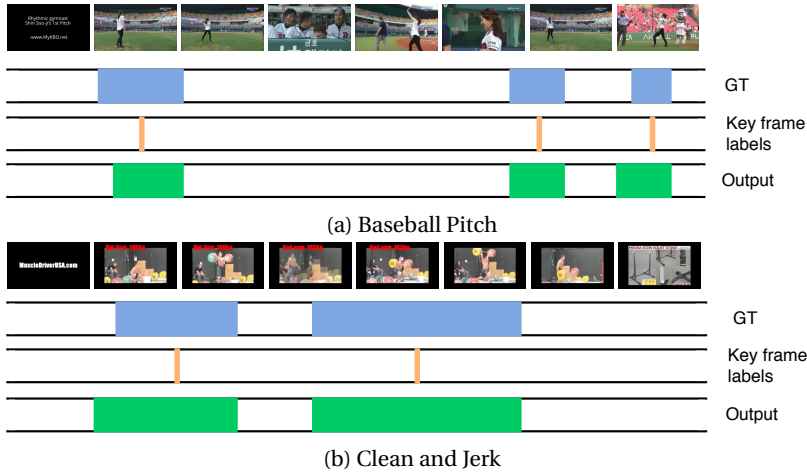 Rhythmic gymnast
Shin Soo-ji's 1st Pitch
-www.MyKBO.net
GT
Key frame
labels
Output
(a) Baseball Pitch
MuscleDriverUSA.com
GT
Key frame
labels
Output
(b) Clean and Jerk